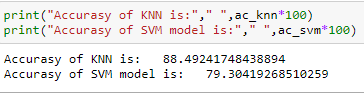 print("Accurasy of KNN is:"," ",ac_knn*100)
print("Accurasy of SVM model is:"," ",ac_svm*100)
Accurasy of KNN is:   88.49241748438894
Accurasy of SVM model is:   79.30419268510259